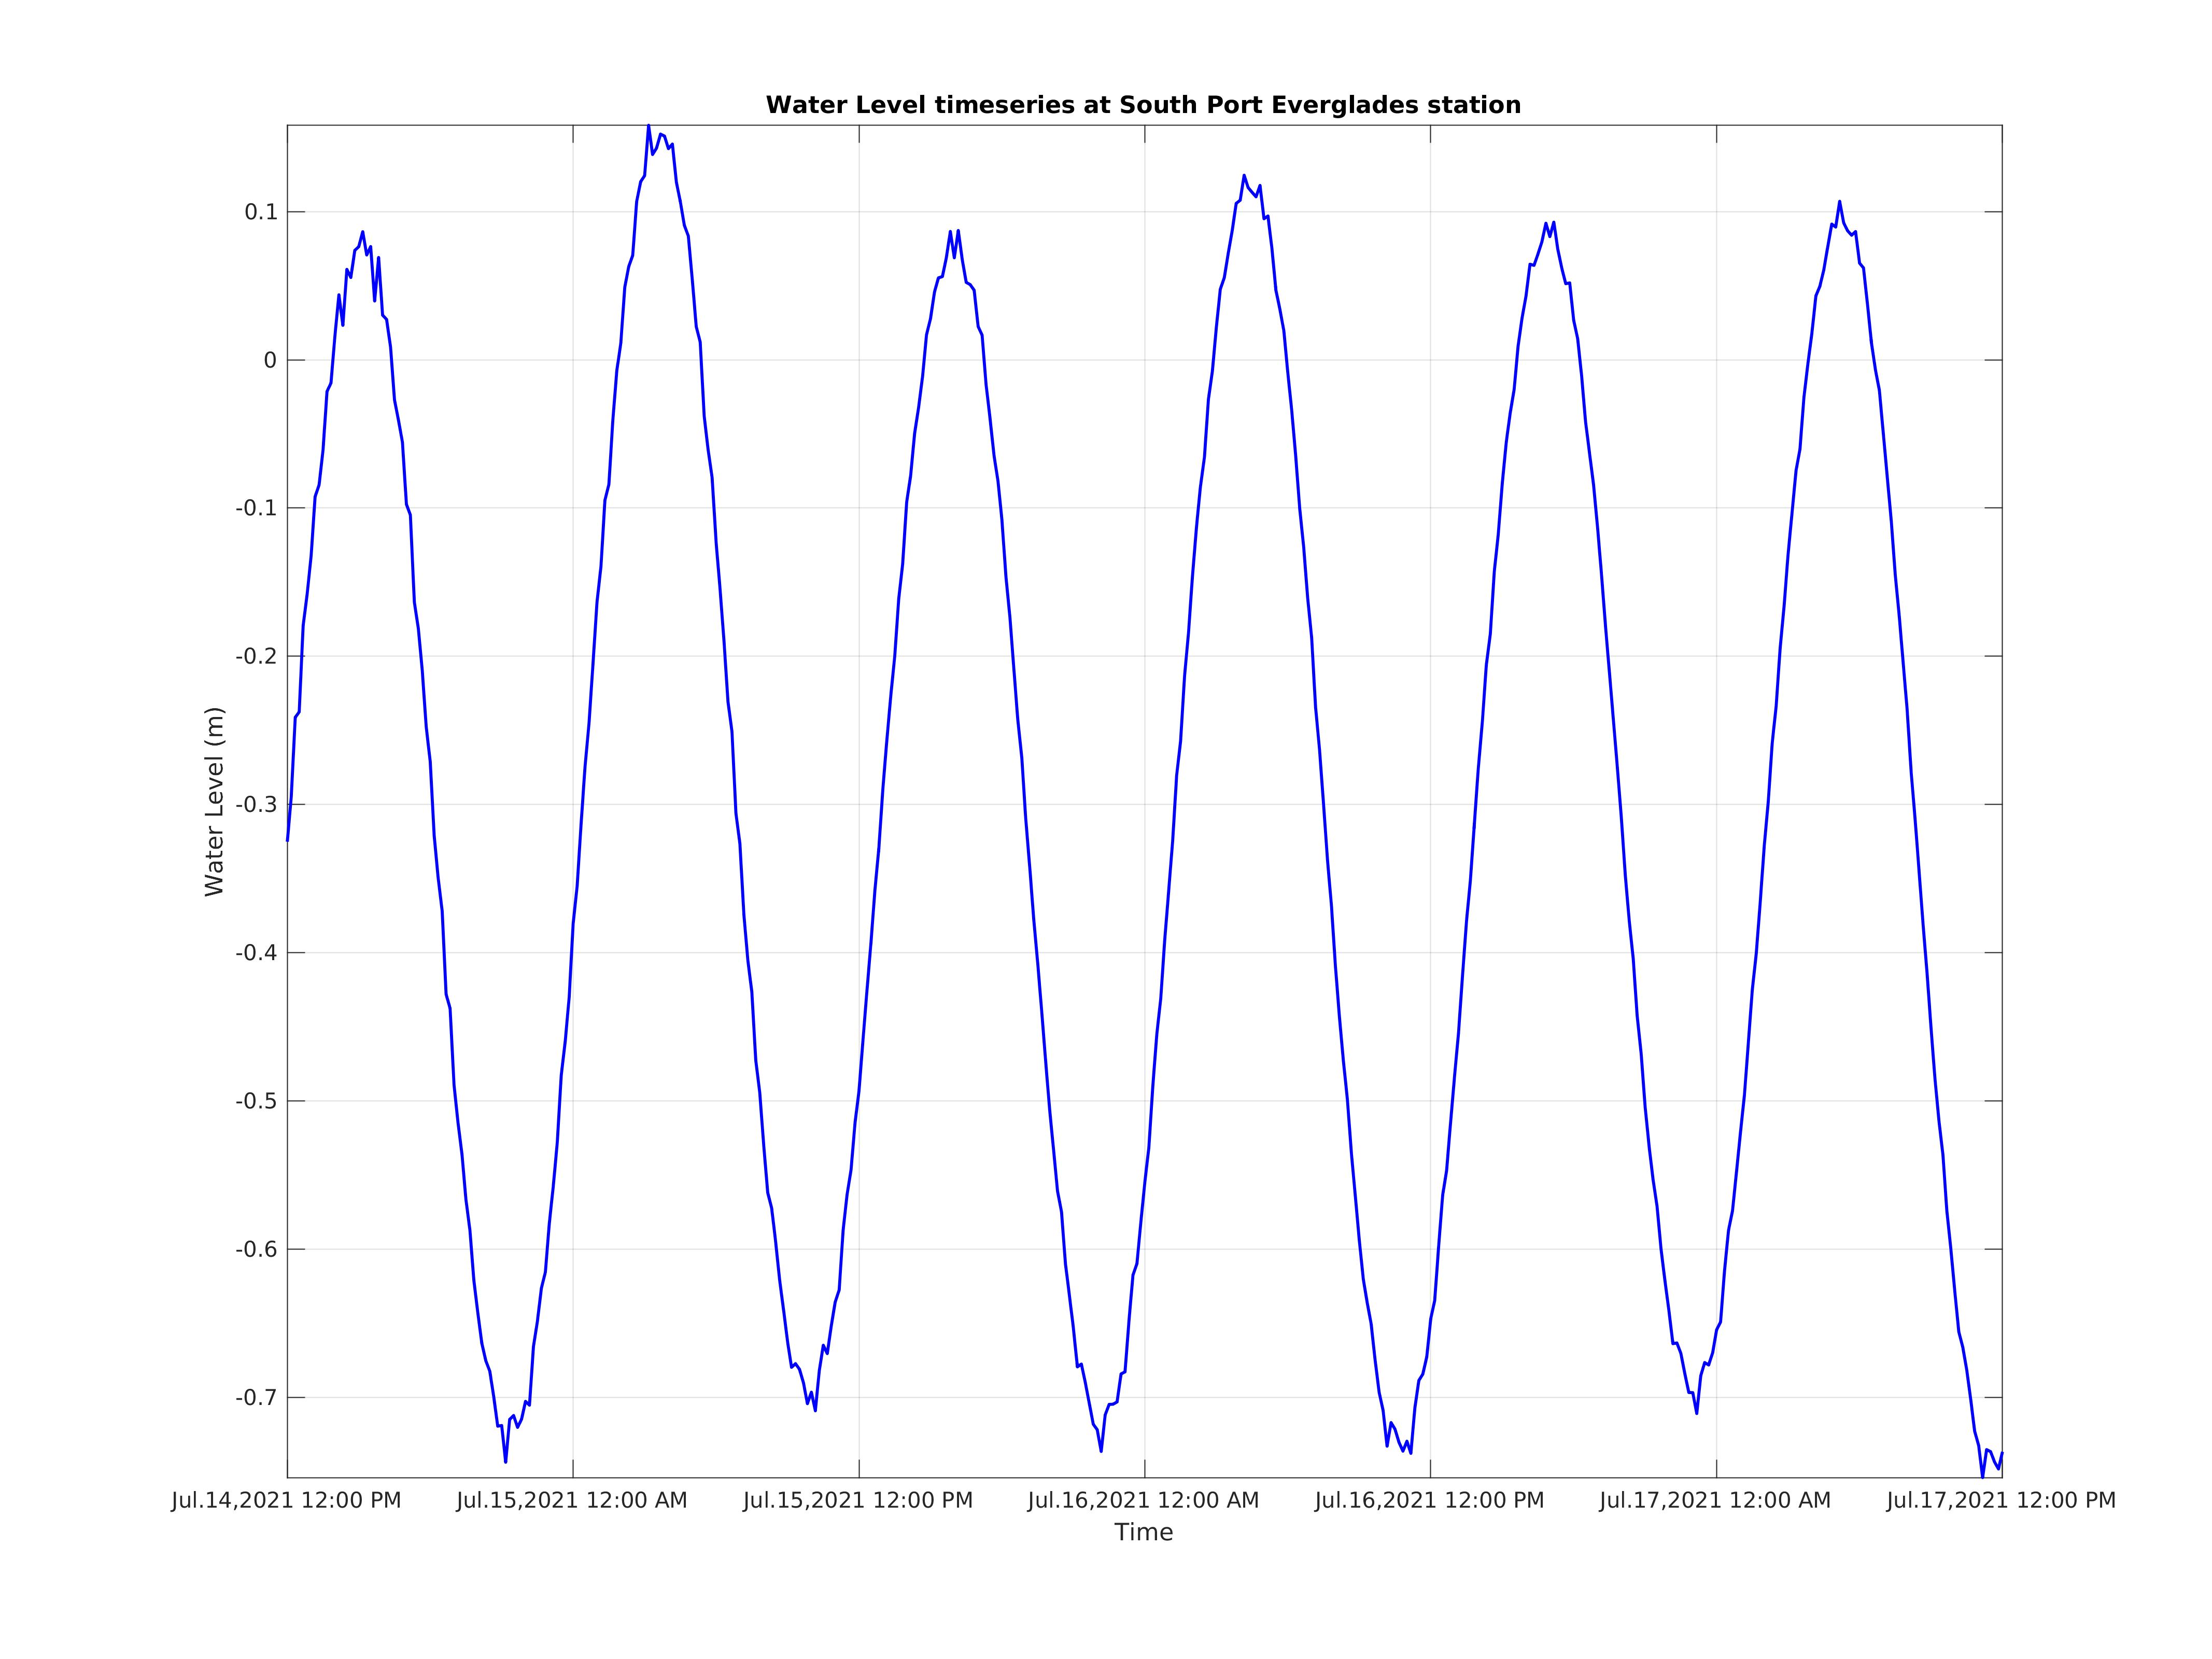 Water Level timeseries at South Port Everglades station
0.1
0
-0.1
-0.2
-0.3
-0.4
-0.5
-0.6
-0.7
Water Level (m)
Jul.14,2021 12:00 PM
Jul.15,2021 12:00 AM
Jul.15,2021 12:00 PM
Jul.16,2021 12:00 AM
Jul.16,2021 12:00 PM
Jul.17,2021 12:00 AM
Jul.17,2021 12:00 PM
Time